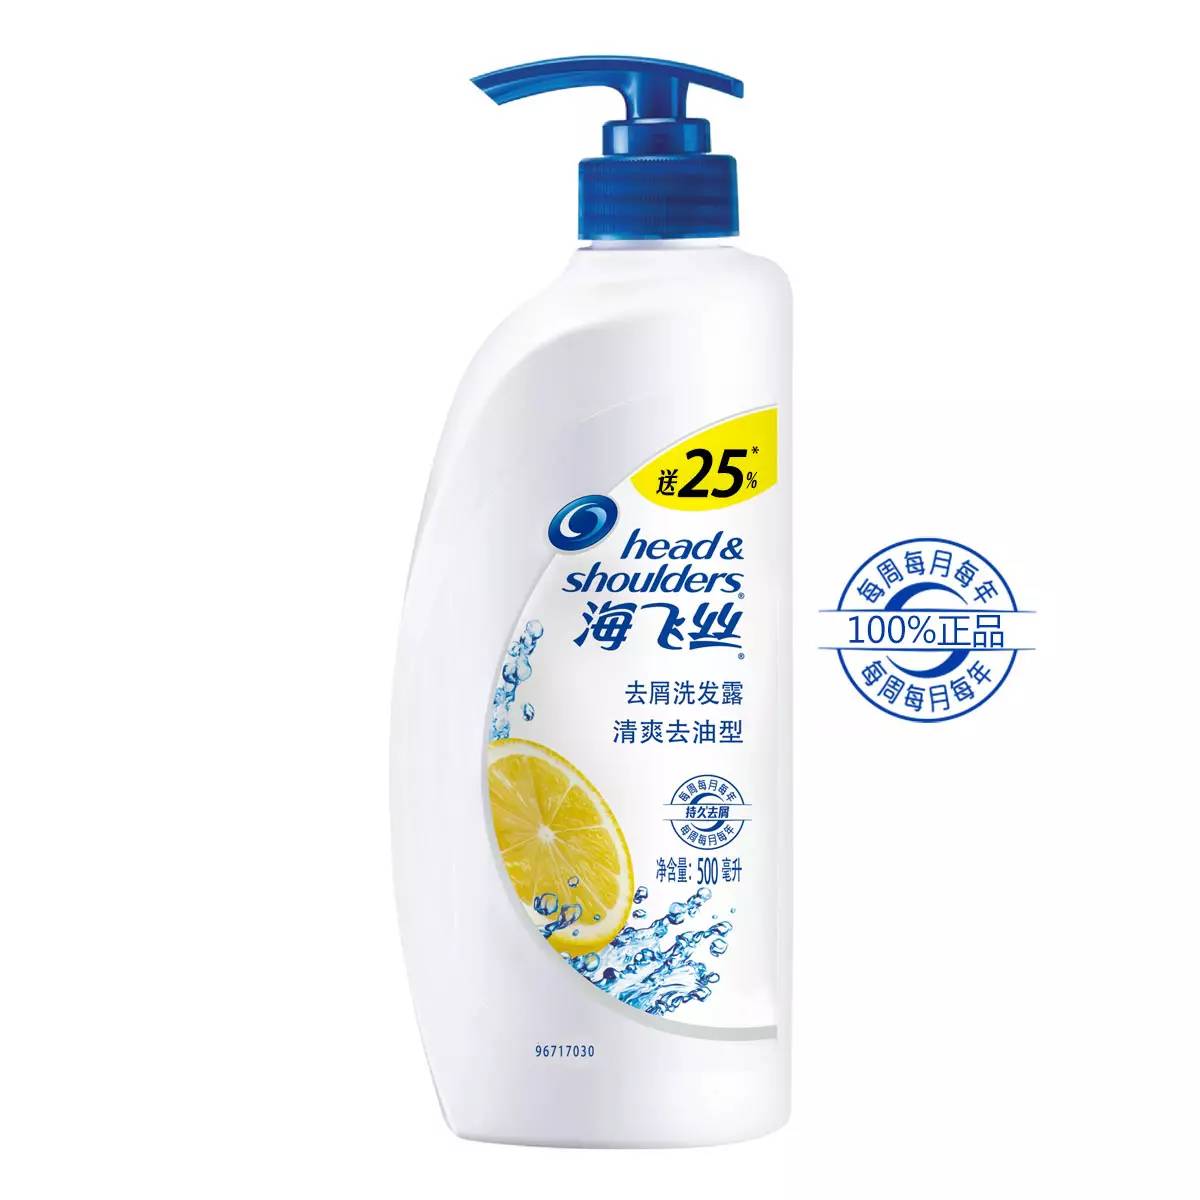 送25%*
head&
shoulders®
海飞丝®
去屑洗发露
清爽去油型
每周每月每年
持久去屑
每周每月每年
净含量:500毫升
96717030
每周每月每年
100%正品
每周每月每年